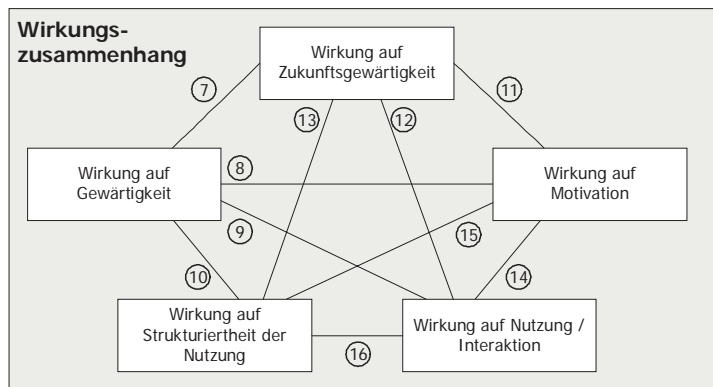 Wirkungs-
zusammenhang
Wirkung auf
Zukunftsgewärtigkeit
7
11
13
12
Wirkung auf
Gewärtigkeit
8
Wirkung auf
Motivation
9
15
10
14
Wirkung auf
Strukturiertheit der
Nutzung
Wirkung auf Nutzung /
Interaktion
16